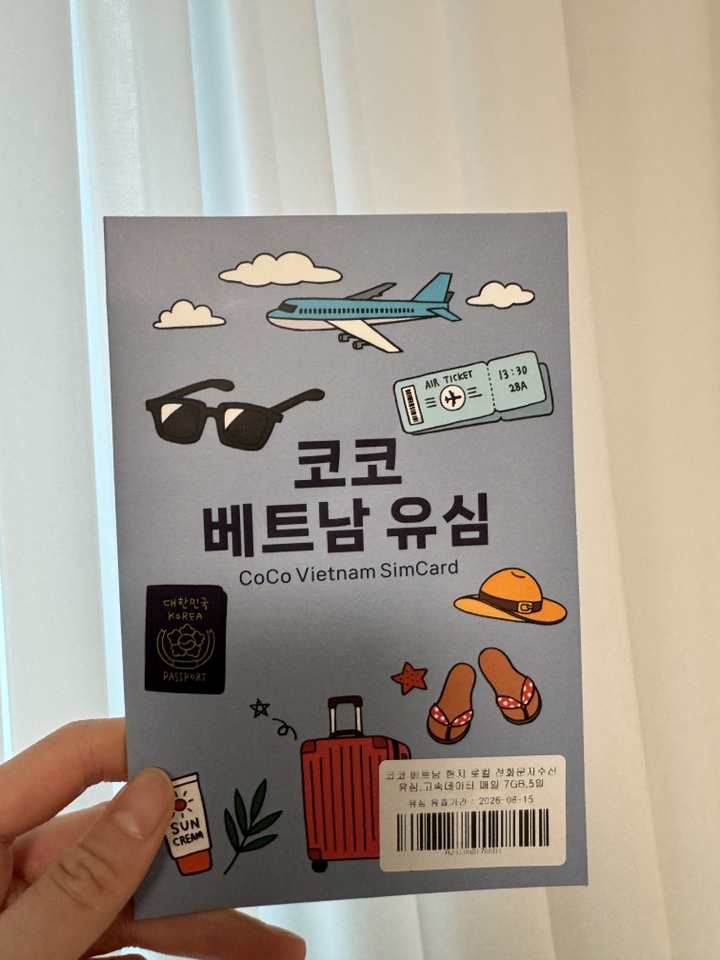 AIR TICKET
13:30
28A
코코
베트남 유심
CoCo Vietnam SimCard
대한민국
KOREA
PASSPORT
SUN
CREAM
코코 베트남 현지 로컬 전화문자수신
유심,고속데이터 매일 7GB,5일
유심 유효기간 : 2026-06-15